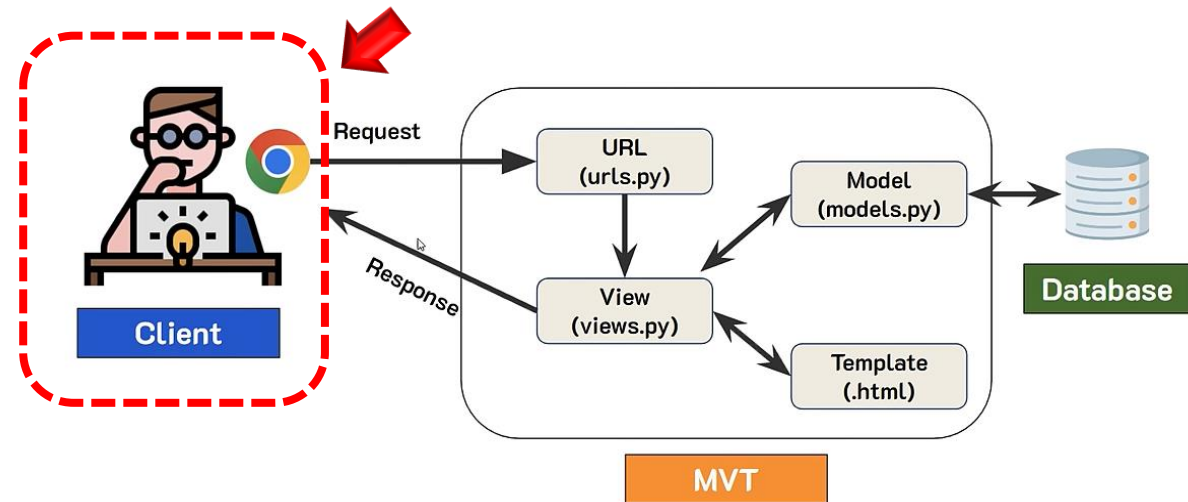 Request
URL
(urls.py)
Model
(models.py)
Response
View
(views.py)
Database
Client
Template
(.html)
MVT